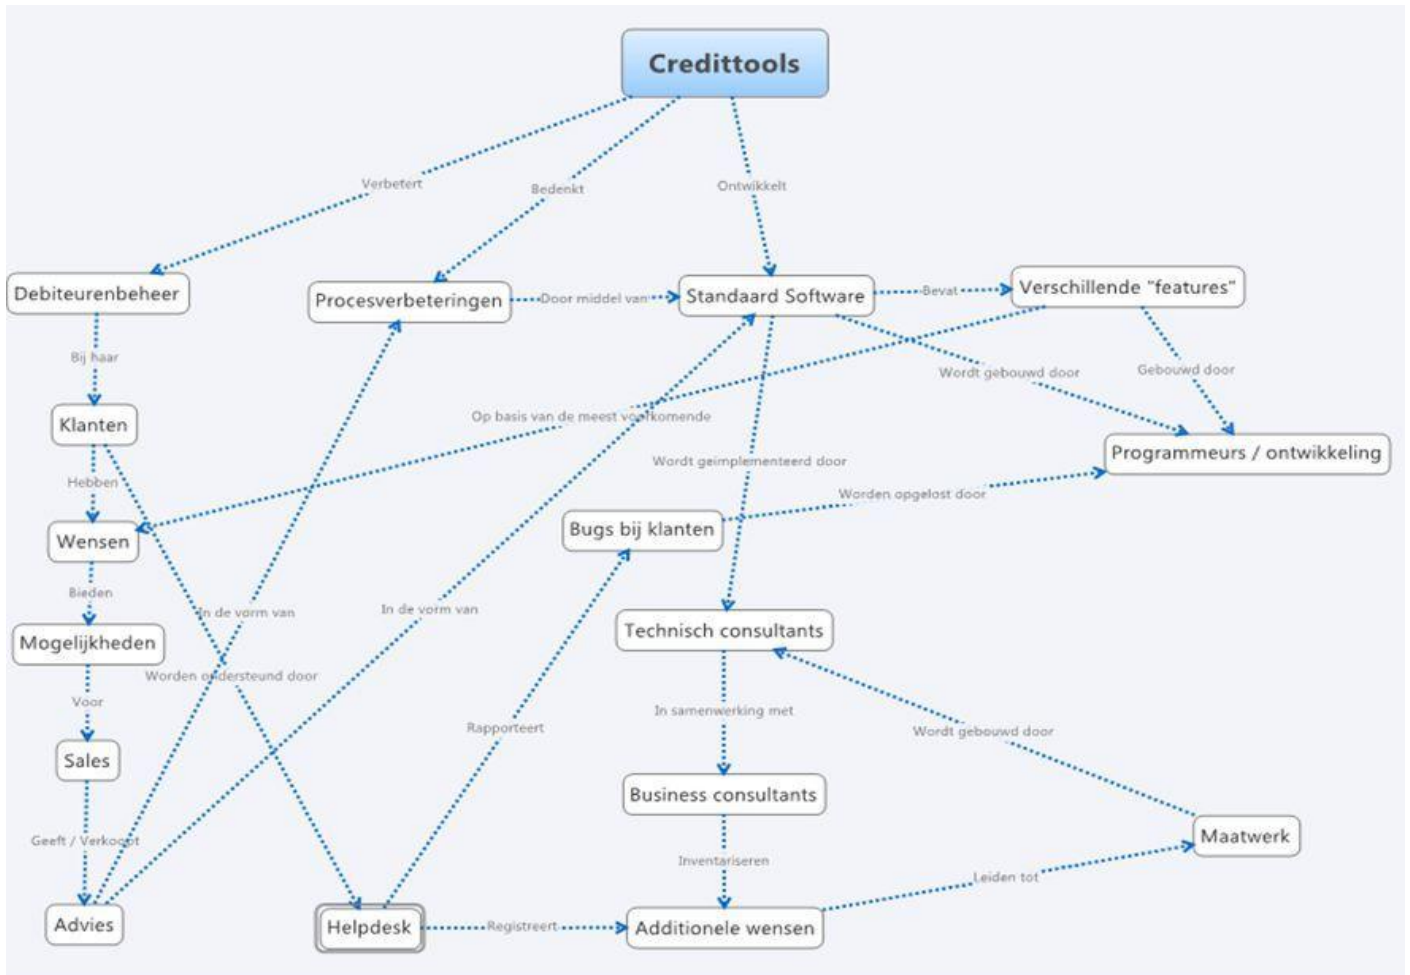 Credittools
Verbetert
Bedenkt
Ontwikkelt
Debiteurenbeheer
Procesverbeteringen
Door middel van
Standaard Software
Bevat
Verschillende "features"
Bij haar
Wordt gebouwd door
Gebouwd door
Klanten
Op basis van de meest voorkomende
Programmeurs / ontwikkeling
Hebben
Wordt geimplementeerd door
Worden opgelost door
Wensen
Bugs bij klanten
Bieden
In de vorm van
In de vorm van
Mogelijkheden
Technisch consultants
Worden ondersteund door
Voor
Rapporteert
In samenwerking met
Wordt gebouwd door
Sales
Business consultants
Geeft / Verkoopt
Maatwerk
Inventariseren
Leiden tot
Advies
Helpdesk
Registreert
Additionele wensen